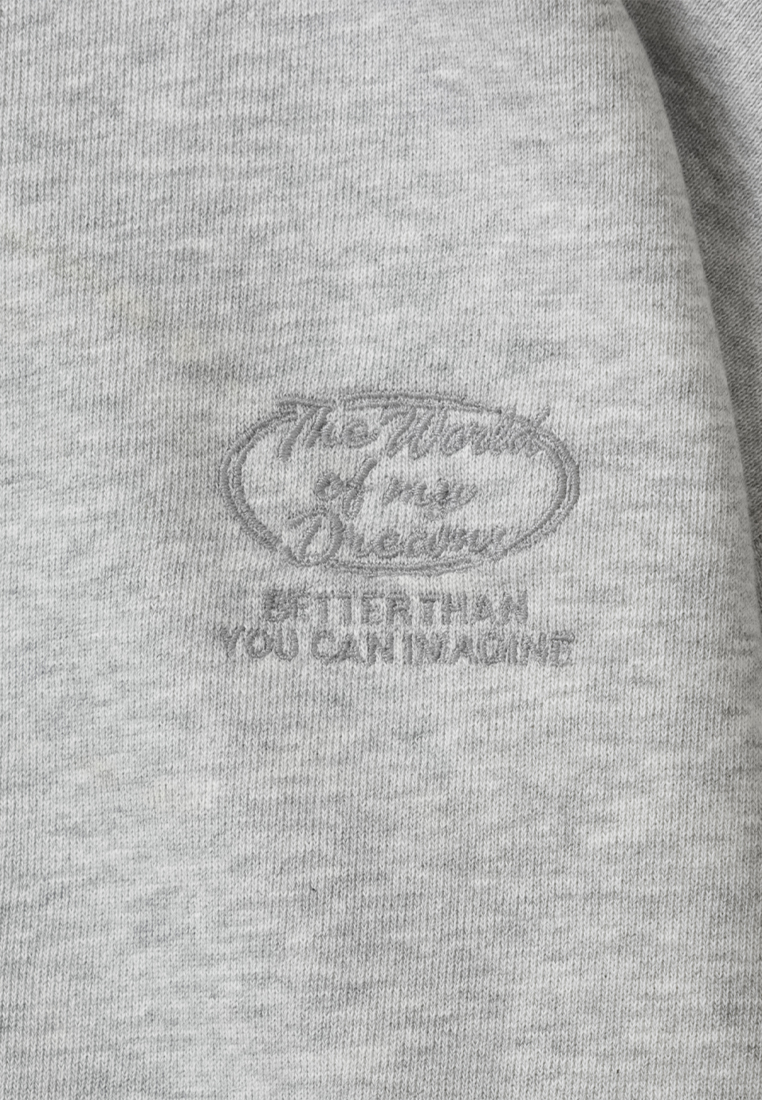 The World
of my
Dreams
BETTER THAN
YOU CAN IMAGINE